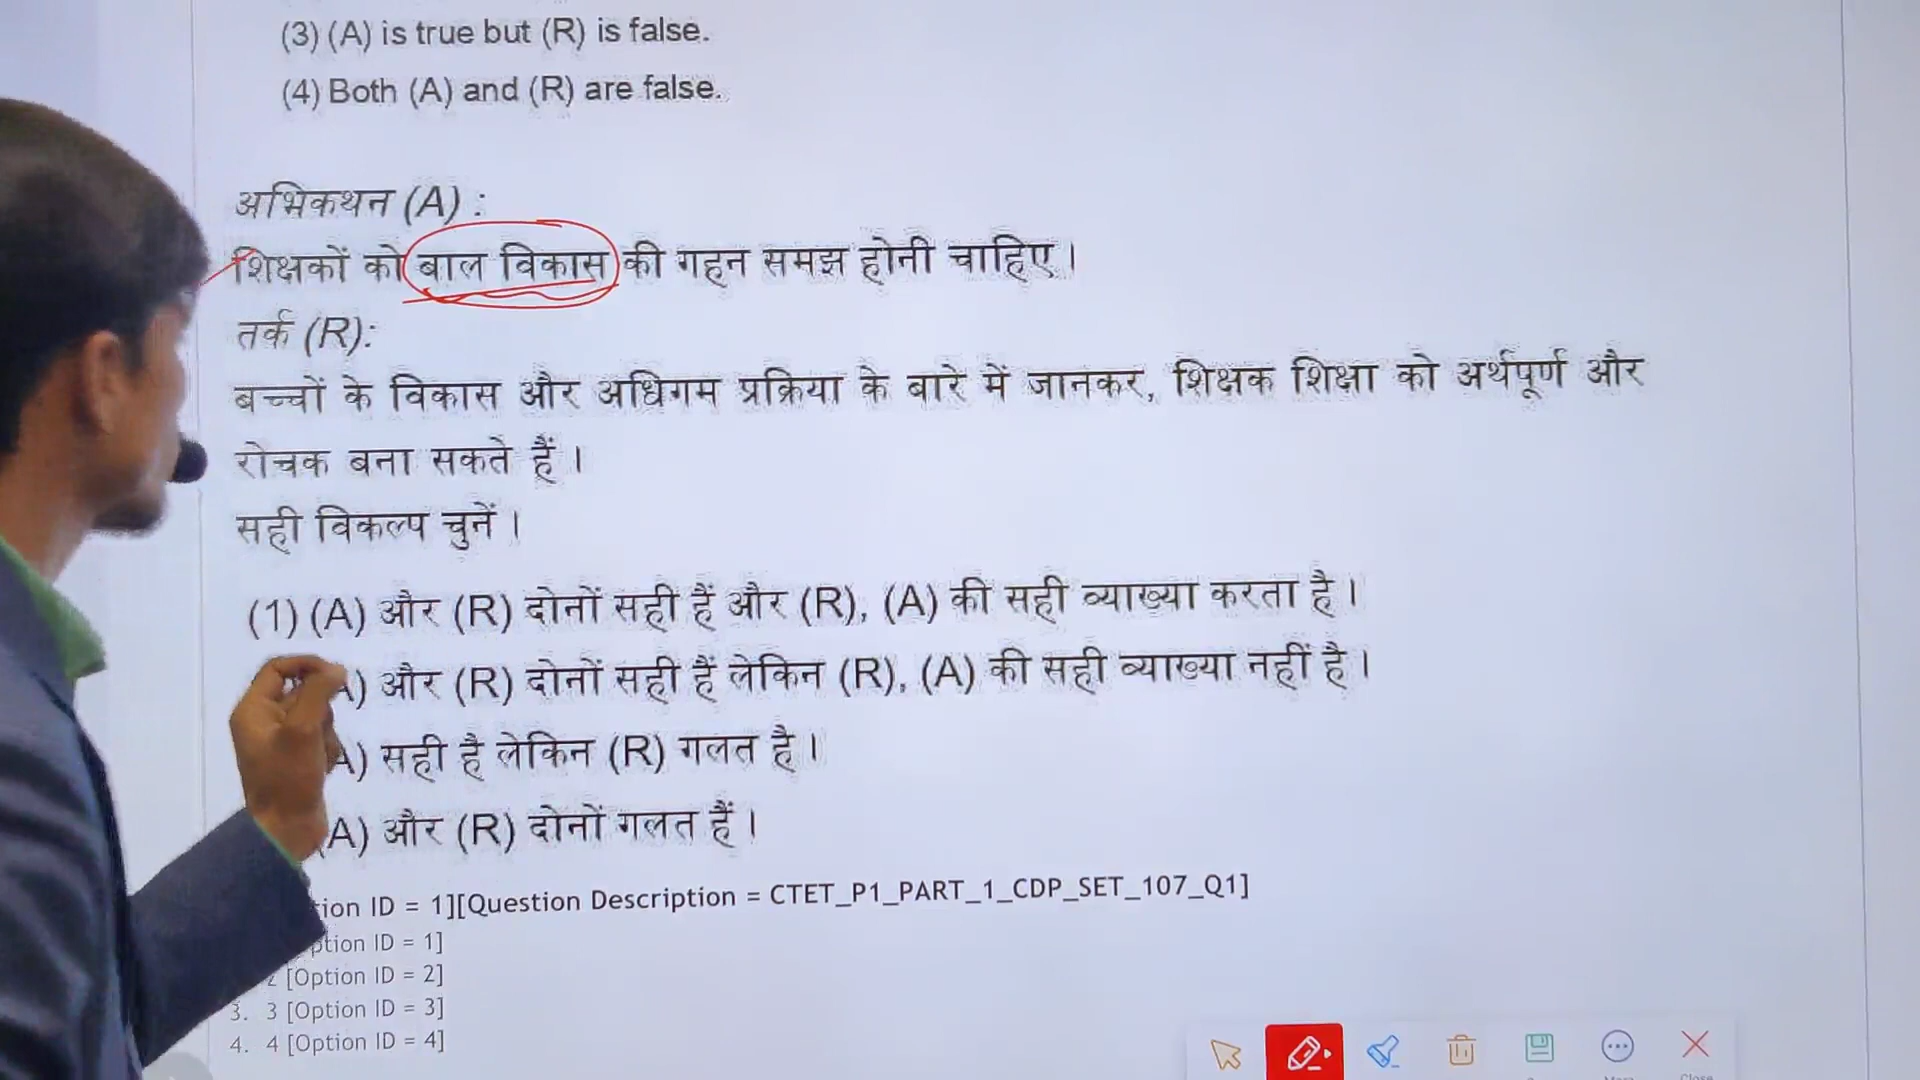 (3) (A) is true but (R) is false.
(4) Both (A) and (R) are false.
अभिकथन (A) :
शिक्षकों को बाल विकास की गहन समझ होनी चाहिए।
तर्क (R):
बच्चों के विकास और अधिगम प्रक्रिया के बारे में जानकर, शिक्षक शिक्षा को अर्थपूर्ण और
रोचक बना सकते हैं।
सही विकल्प चुनें।
(1) (A) और (R) दोनों सही हैं और (R), (A) की सही व्याख्या करता है।
A) और (R) दोनों सही हैं लेकिन (R), (A) की सही व्याख्या नहीं है।
A) सही है लेकिन (R) गलत है।
(A) और (R) दोनों गलत हैं।
ion ID = 1][Question Description = CTET_P1_PART_1_CDP_SET_107_Q1]
ption ID = 1]
2 [Option ID = 2]
3. 3 [Option ID = 3]
4. 4 [Option ID = 4]